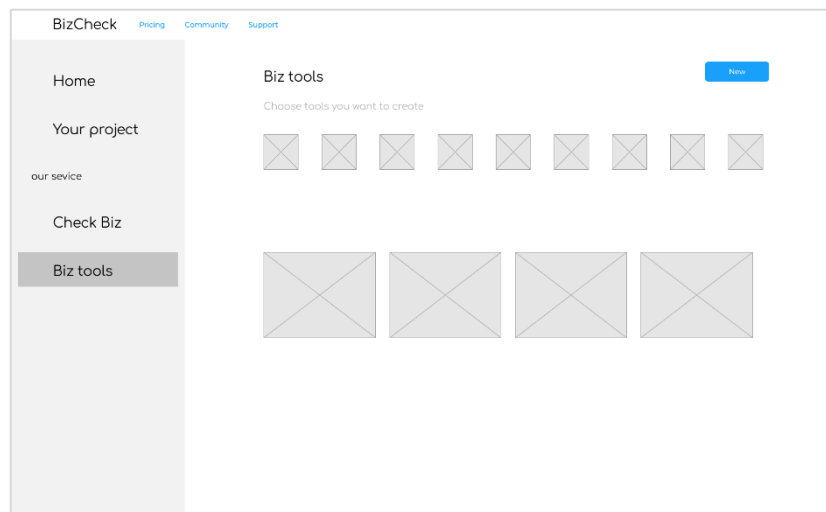 BizCheck Pricing Community Support
Home
Your project
our sevice
Check Biz
Biz tools
Biz tools
New
Choose tools you want to create